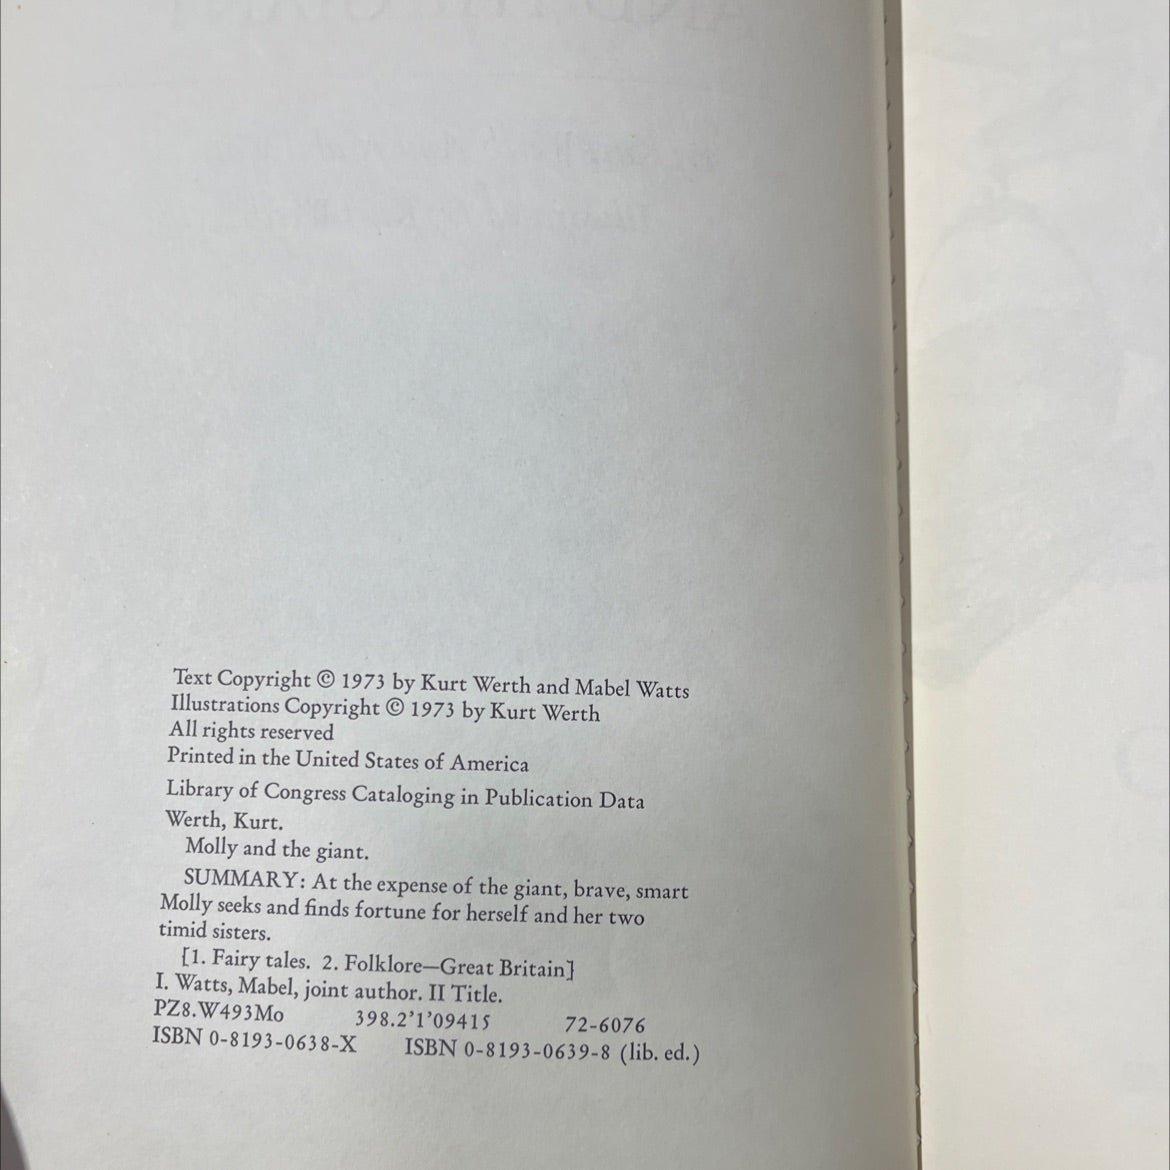 Text Copyright © 1973 by Kurt Werth and Mabel Watts
Illustrations Copyright © 1973 by Kurt Werth
All rights reserved
Printed in the United States of America
Library of Congress Cataloging in Publication Data
Werth, Kurt.
Molly and the giant.
SUMMARY: At the expense of the giant, brave, smart
Molly seeks and finds fortune for herself and her two
timid sisters.
[1. Fairy tales. 2. Folklore—Great Britain]
I. Watts, Mabel, joint author. II Title.
PZ8.W493Mo 398.2'1'09415 72-6076
ISBN 0-8193-0638-X ISBN 0-8193-0639-8 (lib. ed.)